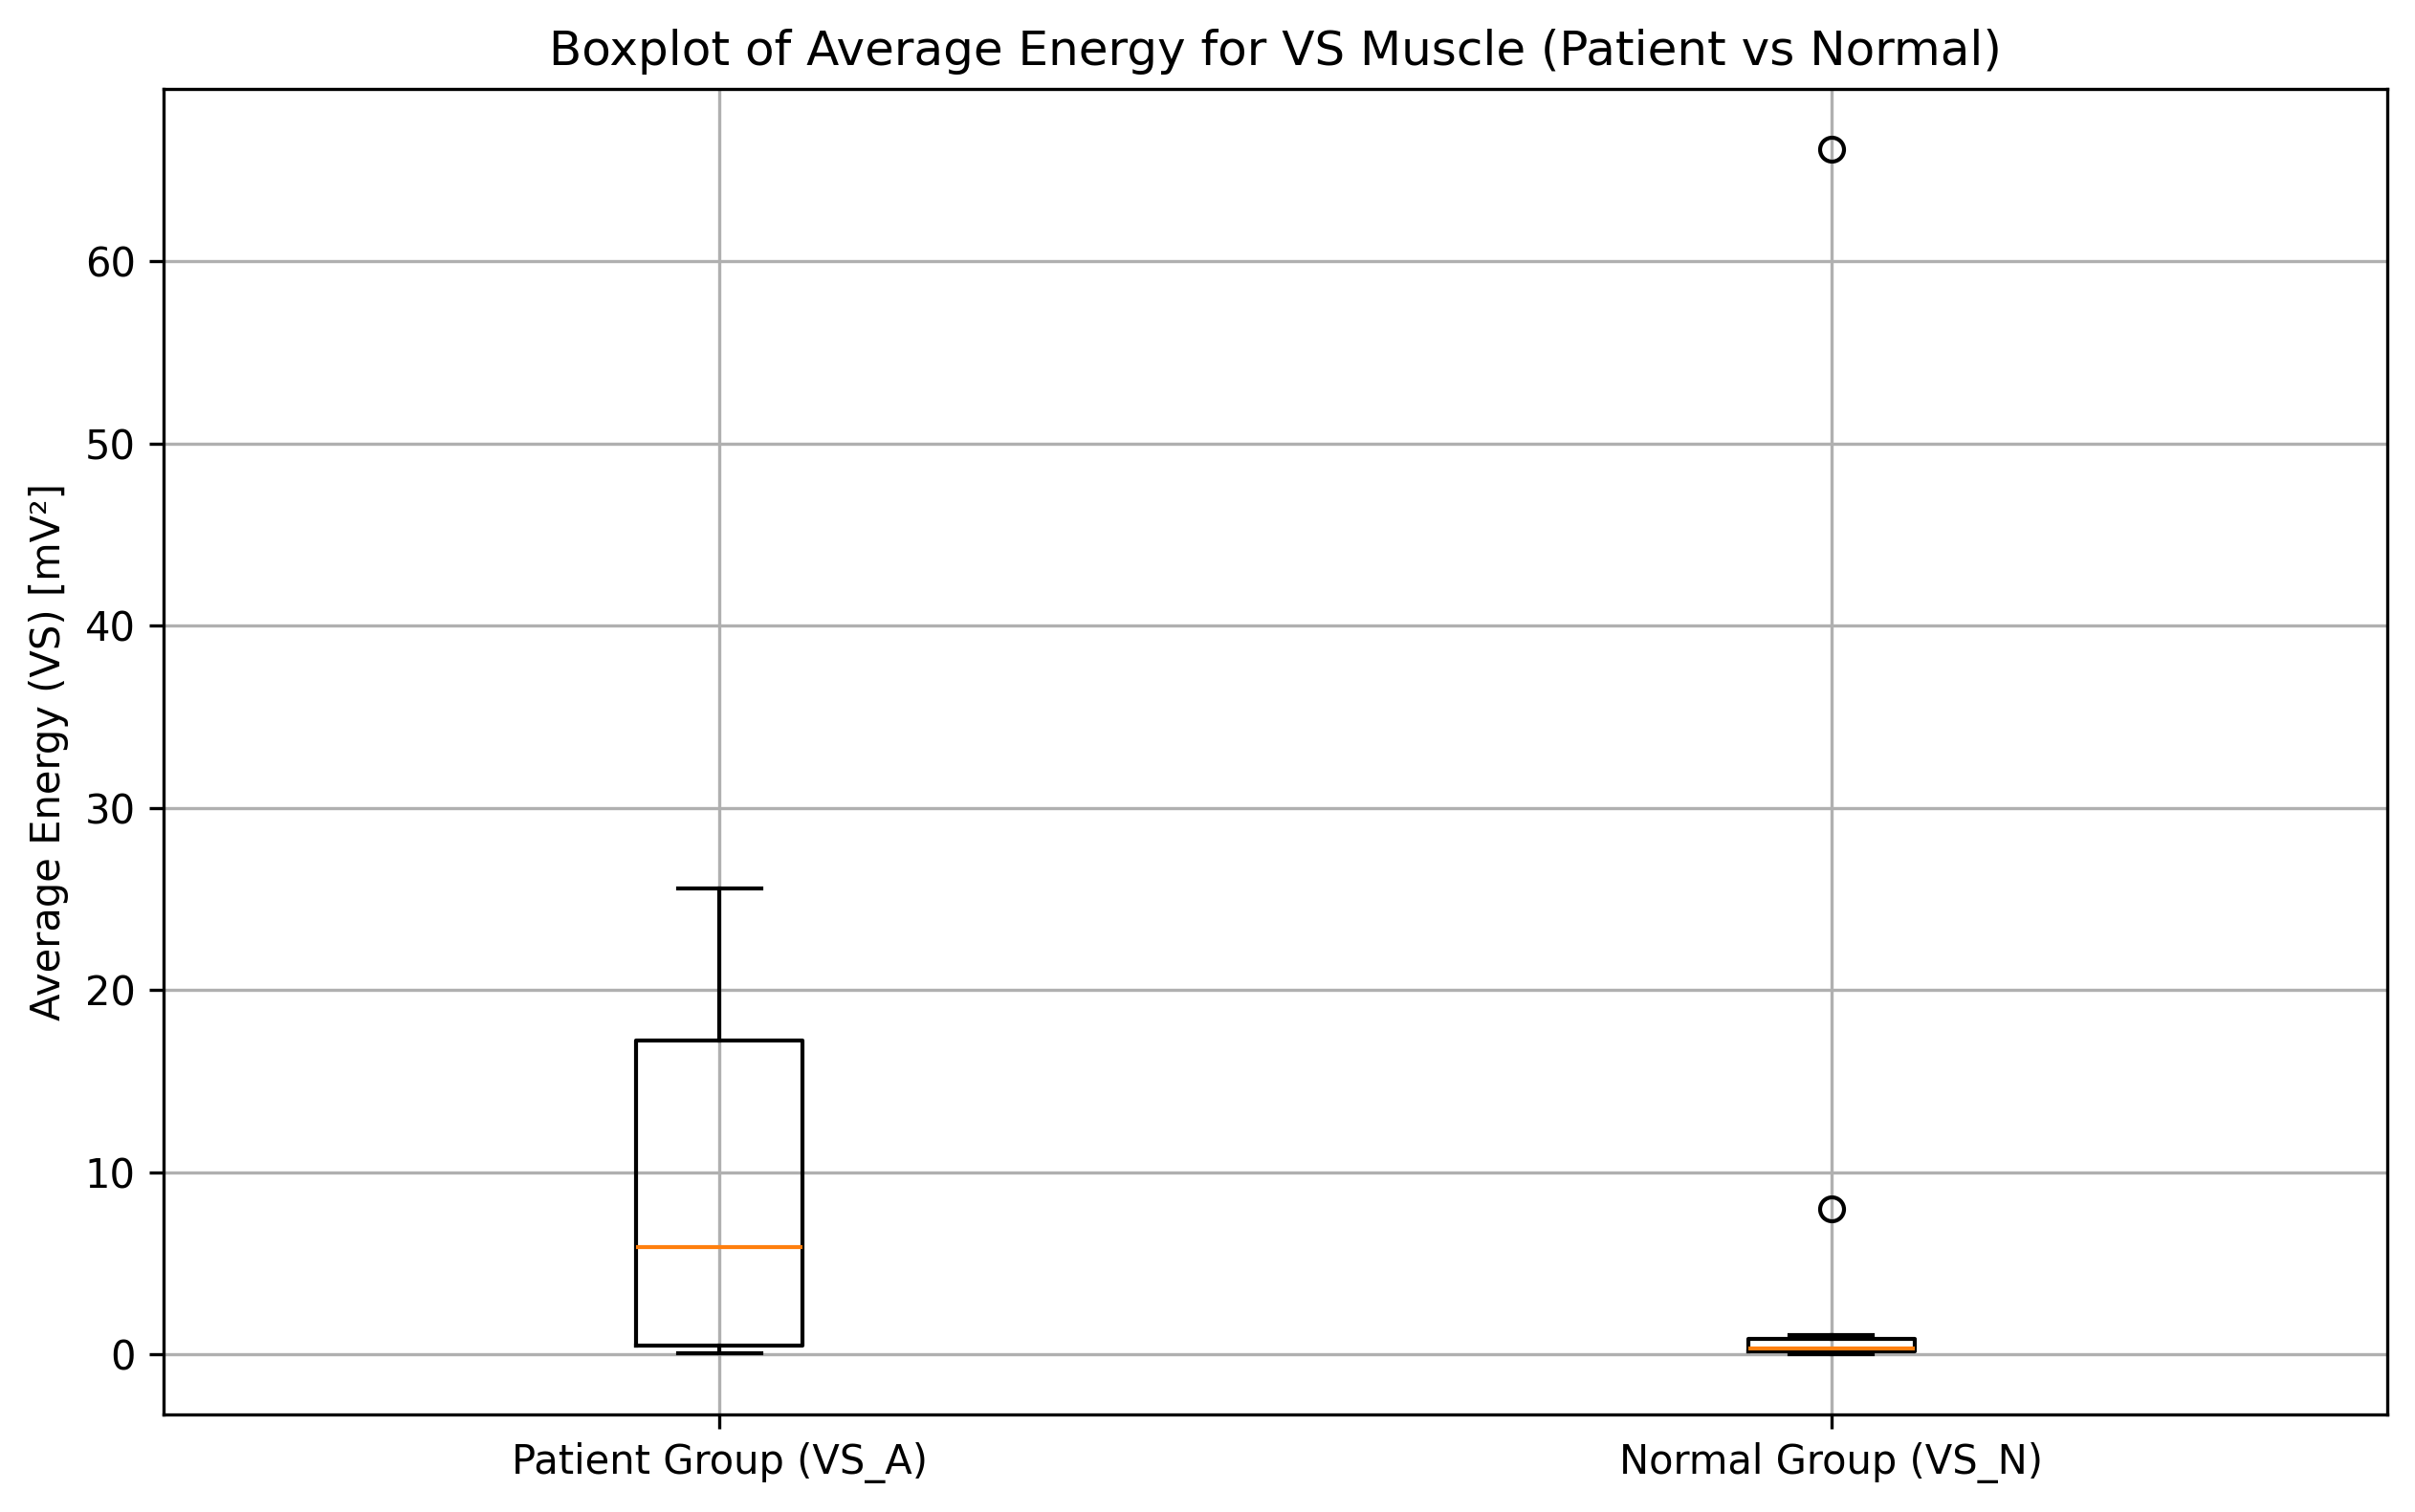 Boxplot of Average Energy for VS Muscle (Patient vs Normal)
Average Energy (VS) [mV²]
60
50
40
30
20
10
0
Patient Group (VS_A)
Normal Group (VS_N)